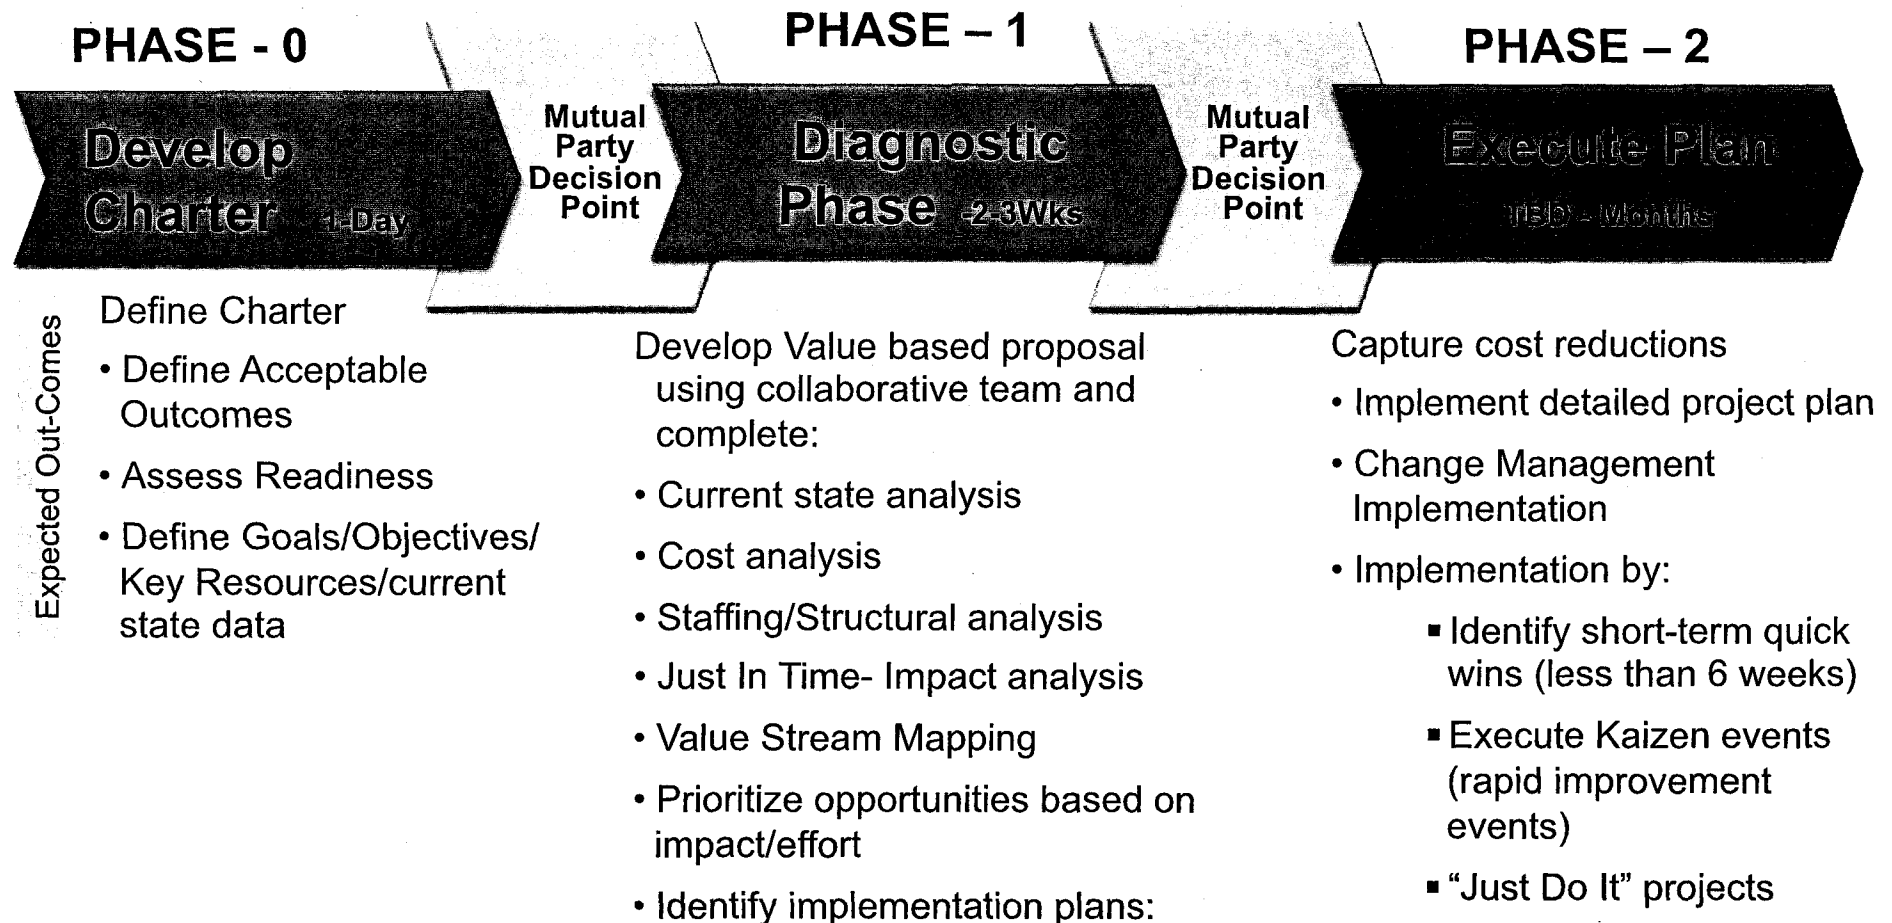 PHASE - 0
Develop
Charter 1-Day
Mutual
Party
Decision
Point
PHASE – 1
Diagnostic
Phase -2-3Wks
Mutual
Party
Decision
Point
PHASE – 2
Execute Plan
TBD - Months
Expected Out-Comes
Define Charter
• Define Acceptable
Outcomes
• Assess Readiness
• Define Goals/Objectives/
Key Resources/current
state data
Develop Value based proposal
using collaborative team and
complete:
• Current state analysis
• Cost analysis
• Staffing/Structural analysis
• Just In Time- Impact analysis
• Value Stream Mapping
• Prioritize opportunities based on
impact/effort
• Identify implementation plans:
Capture cost reductions
• Implement detailed project plan
• Change Management
Implementation
• Implementation by:
▪ Identify short-term quick
wins (less than 6 weeks)
▪ Execute Kaizen events
(rapid improvement
events)
▪ “Just Do It” projects